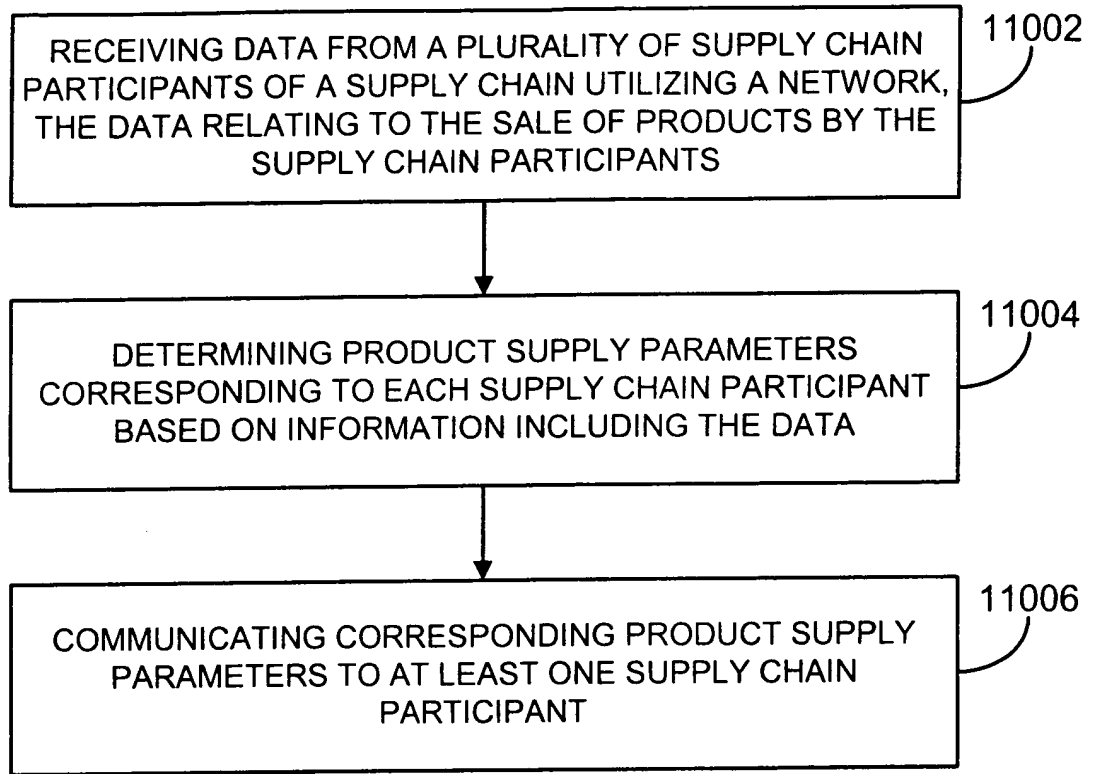 RECEIVING DATA FROM A PLURALITY OF SUPPLY CHAIN
PARTICIPANTS OF A SUPPLY CHAIN UTILIZING A NETWORK,
THE DATA RELATING TO THE SALE OF PRODUCTS BY THE
SUPPLY CHAIN PARTICIPANTS
11002
DETERMINING PRODUCT SUPPLY PARAMETERS
CORRESPONDING TO EACH SUPPLY CHAIN PARTICIPANT
BASED ON INFORMATION INCLUDING THE DATA
11004
COMMUNICATING CORRESPONDING PRODUCT SUPPLY
PARAMETERS TO AT LEAST ONE SUPPLY CHAIN
PARTICIPANT
11006